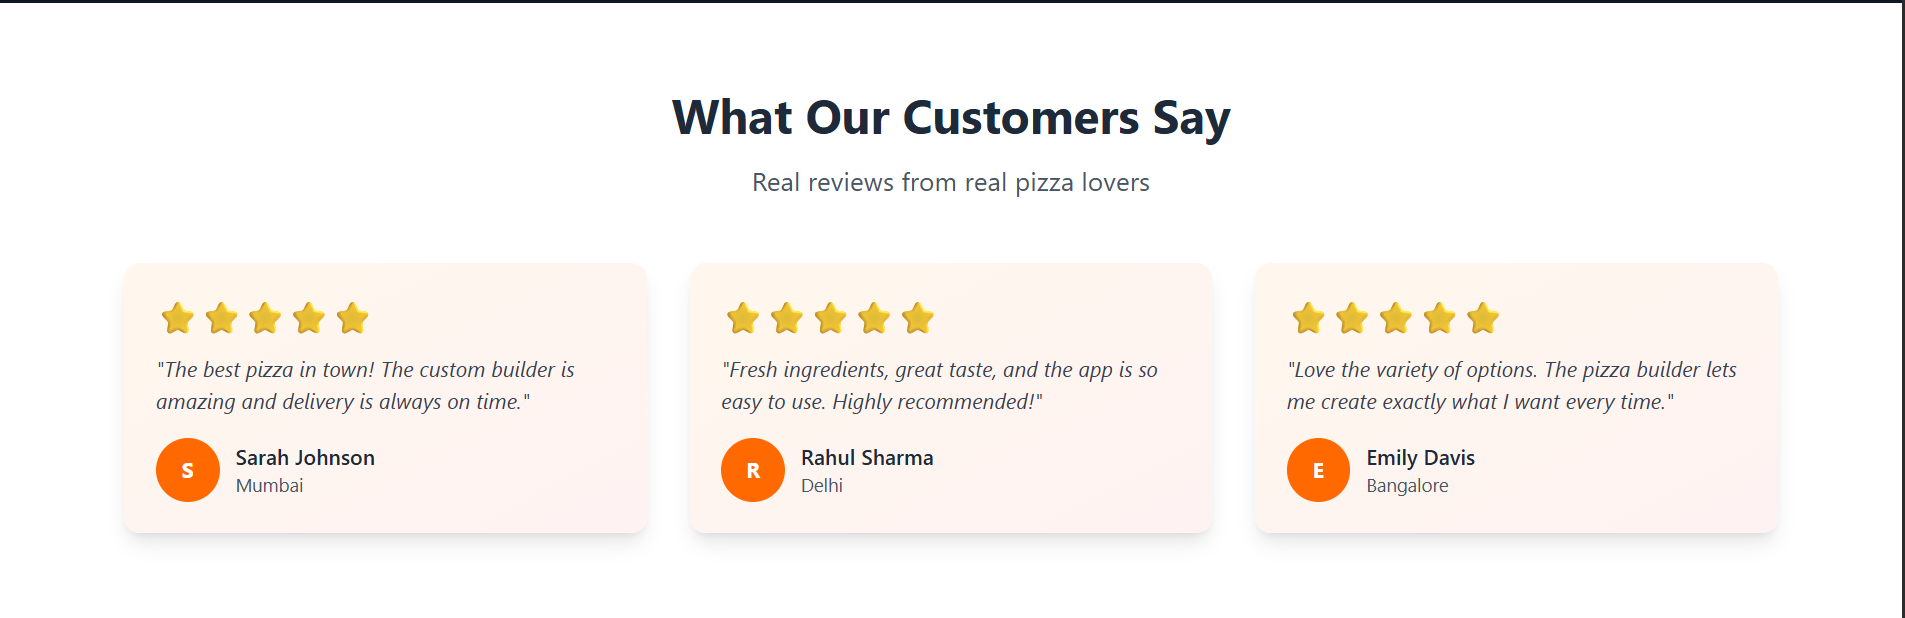 What Our Customers Say
Real reviews from real pizza lovers
"The best pizza in town! The custom builder is
amazing and delivery is always on time."
S
Sarah Johnson
Mumbai
"Fresh ingredients, great taste, and the app is so
easy to use. Highly recommended!"
R
Rahul Sharma
Delhi
"Love the variety of options. The pizza builder lets
me create exactly what I want every time."
E
Emily Davis
Bangalore